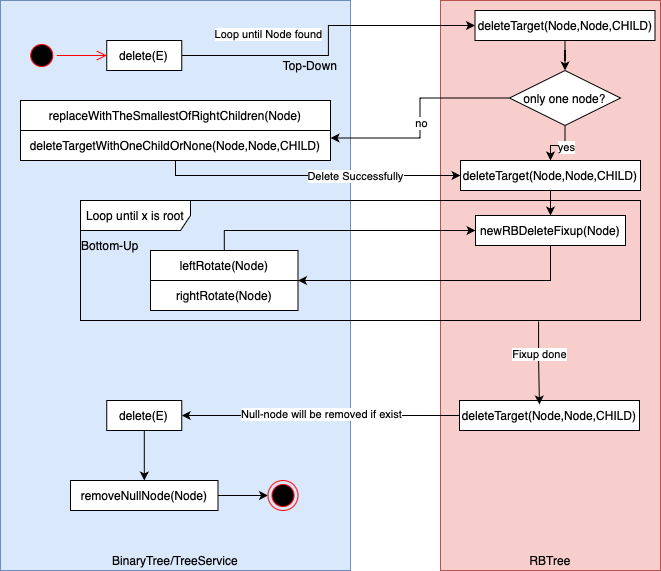 Loop until Node found
deleteTarget(Node,Node,CHILD)
delete(E)
Top-Down
only one node?
replaceWithTheSmallestOfRightChildren(Node)
no
deleteTargetWithOneChildOrNone(Node,Node,CHILD)
yes
Delete Successfully
deleteTarget(Node,Node,CHILD)
Loop until x is root
newRBDeleteFixup(Node)
Bottom-Up
leftRotate(Node)
rightRotate(Node)
Fixup done
delete(E)
Null-node will be removed if exist
deleteTarget(Node,Node,CHILD)
removeNullNode(Node)
BinaryTree/TreeService
RBTree